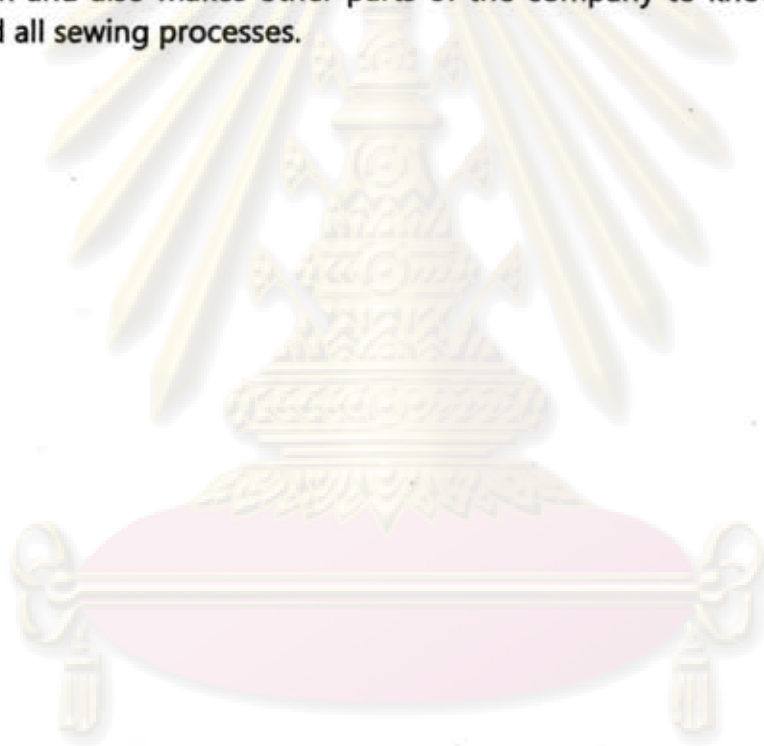 and also makes other parts of the company to
all sewing processes.